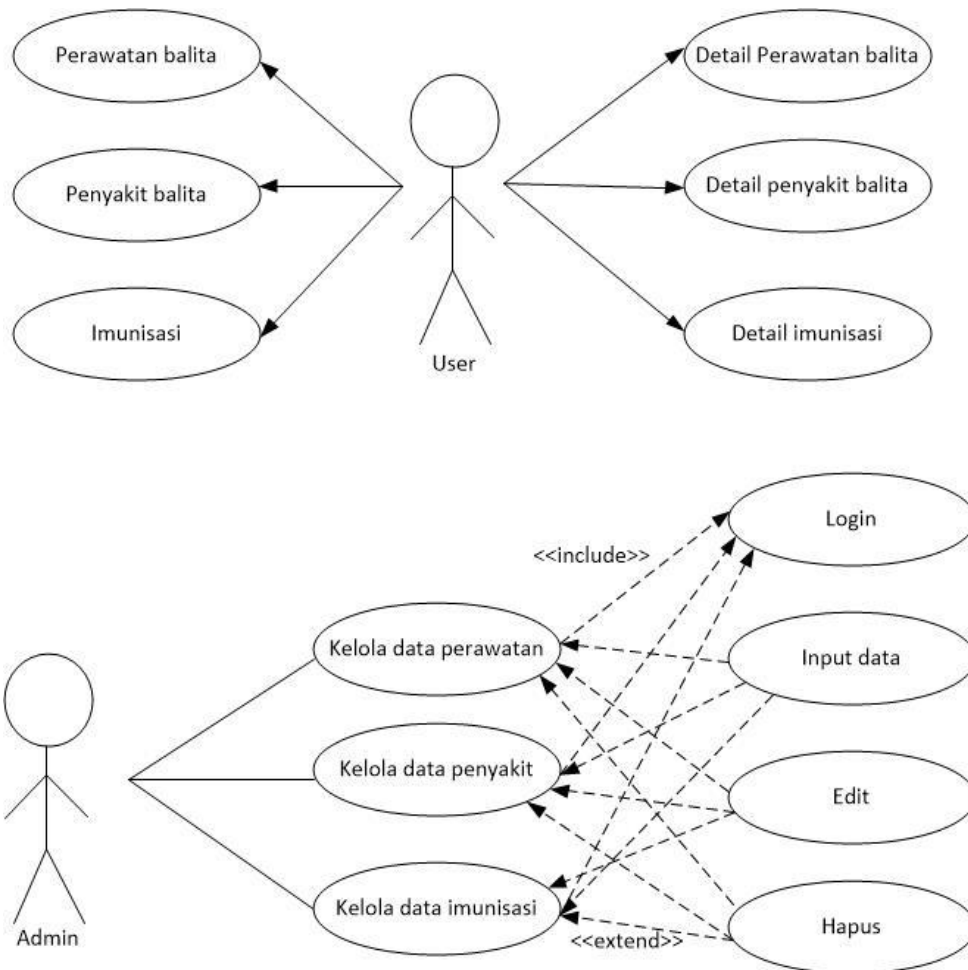 Perawatan balita
Detail Perawatan balita
Penyakit balita
Detail penyakit balita
Imunisasi
Detail imunisasi
User
Login
<<include>>
Kelola data perawatan
Input data
Kelola data penyakit
Edit
Kelola data imunisasi
Hapus
Admin
<<extend>>